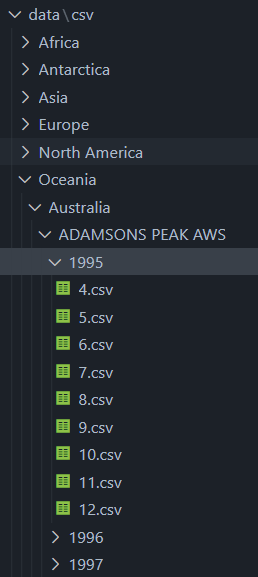 data\csv
Africa
Antarctica
Asia
Europe
North America
Oceania
Australia
ADAMSONS PEAK AWS
1995
4.csv
5.csv
6.csv
7.csv
8.csv
9.csv
10.csv
11.csv
12.csv
1996
1997